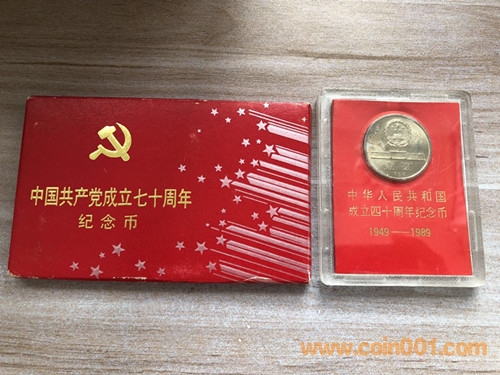 中国共产党成立七十周年
纪念币
中华人民共和国
成立四十周年纪念币
1949——1989
www.coin001.com